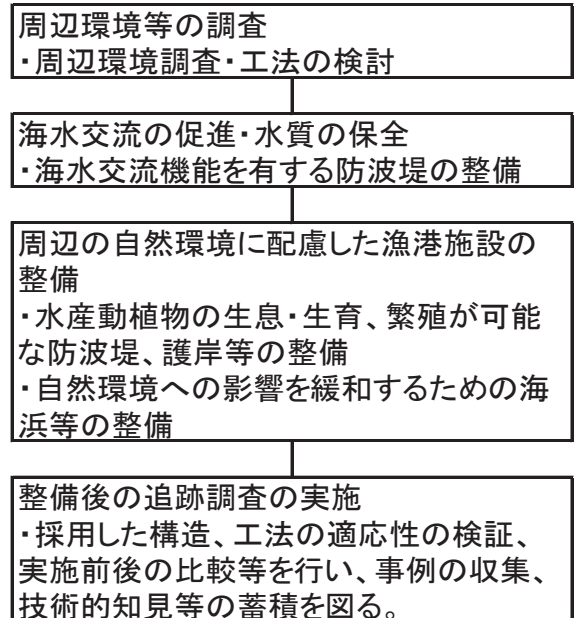 周辺環境等の調査
・周辺環境調査・工法の検討
海水交流の促進・水質の保全
・海水交流機能を有する防波堤の整備
周辺の自然環境に配慮した漁港施設の
整備
・水産動植物の生息・生育、繁殖が可能
な防波堤、護岸等の整備
・自然環境への影響を緩和するための海
浜等の整備
整備後の追跡調査の実施
・採用した構造、工法の適応性の検証、
実施前後の比較等を行い、事例の収集、
技術的知見等の蓄積を図る。